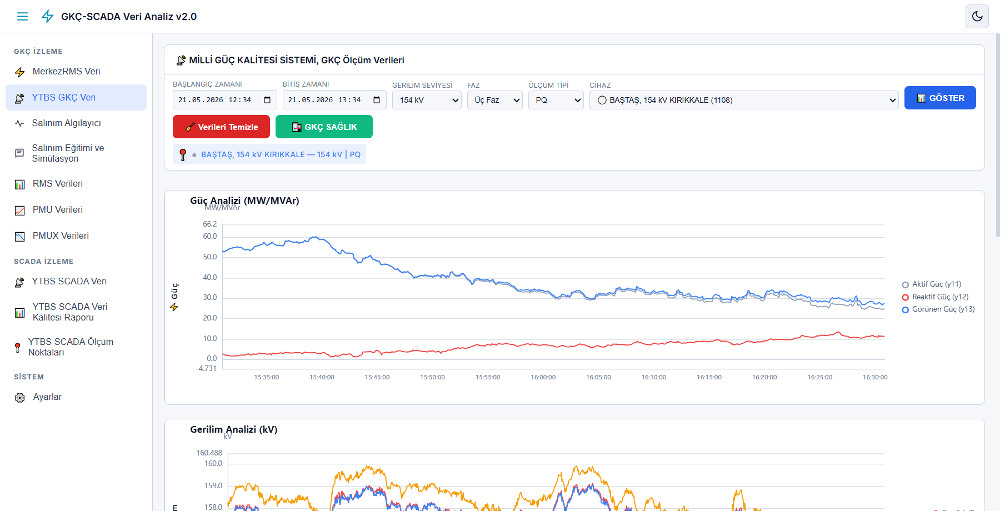 GKÇ-SCADA Veri Analiz v2.0
GKÇ İZLEME
MerkezRMS Veri
YTBS GKÇ Veri
Salınım Algılayıcı
Salınım Eğitimi ve
Simülasyon
RMS Verileri
PMU Verileri
PMUX Verileri
SCADA İZLEME
YTBS SCADA Veri
YTBS SCADA Veri
Kalitesi Raporu
YTBS SCADA Ölçüm
Noktaları
SİSTEM
Ayarlar
MİLLİ GÜÇ KALİTESİ SİSTEMİ, GKÇ Ölçüm Verileri
BAŞLANGIÇ ZAMANI
21.05.2026 12:34
BİTİŞ ZAMANI
21.05.2026 13:34
GERİLİM SEVİYESİ
154 kV
FAZ
Üç Faz
ÖLÇÜM TİPİ
PQ
CİHAZ
BAŞTAŞ, 154 kV KIRIKKALE (1108)
GÖSTER
Verileri Temizle
GKÇ SAĞLIK
BAŞTAŞ, 154 kV KIRIKKALE — 154 kV | PQ
Güç Analizi (MW/MVAr)
MW/MVAr
66.2
60.0
50.0
40.0
30.0
20.0
10.0
0.0
-4.731
Güç
15:35:00
15:40:00
15:45:00
15:50:00
15:55:00
16:00:00
16:05:00
16:10:00
16:15:00
16:20:00
16:25:00
16:30:00
Aktif Güç (y11)
Reaktif Güç (y12)
Görünen Güç (y13)
Gerilim Analizi (kV)
kV
160.488
160.0
159.0
158.0